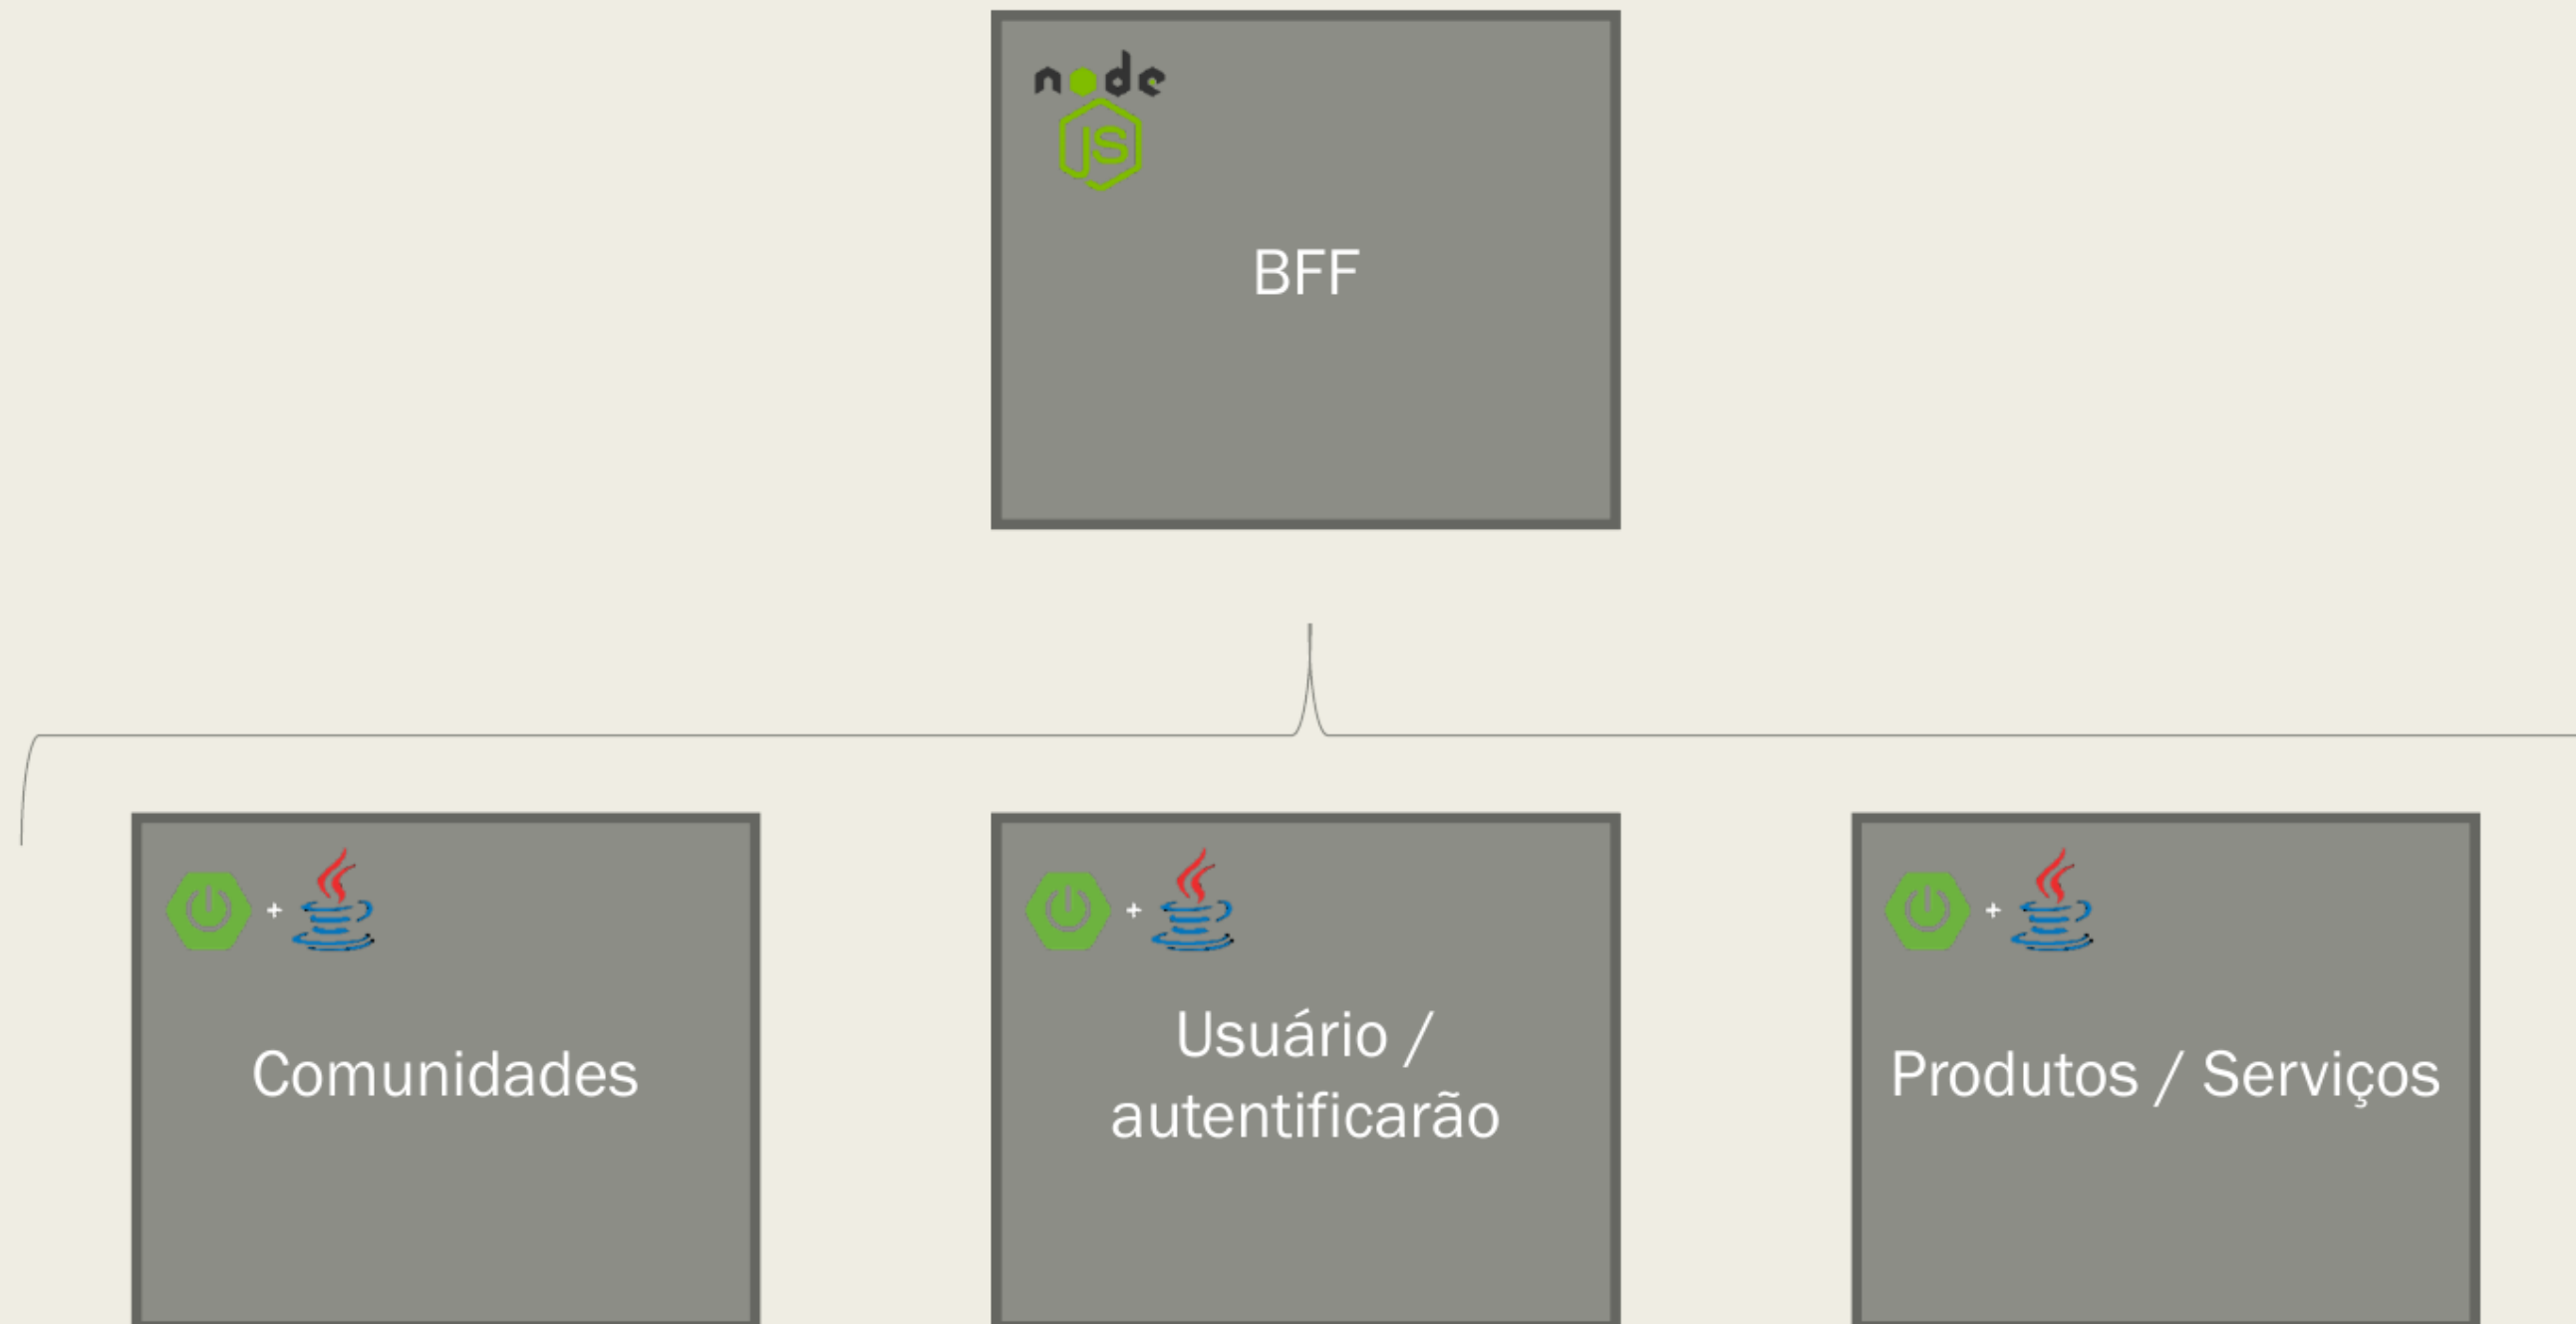 node
JS
BFF
+
+
+
Comunidades
Usuário /
autentificarão
Produtos / Serviços